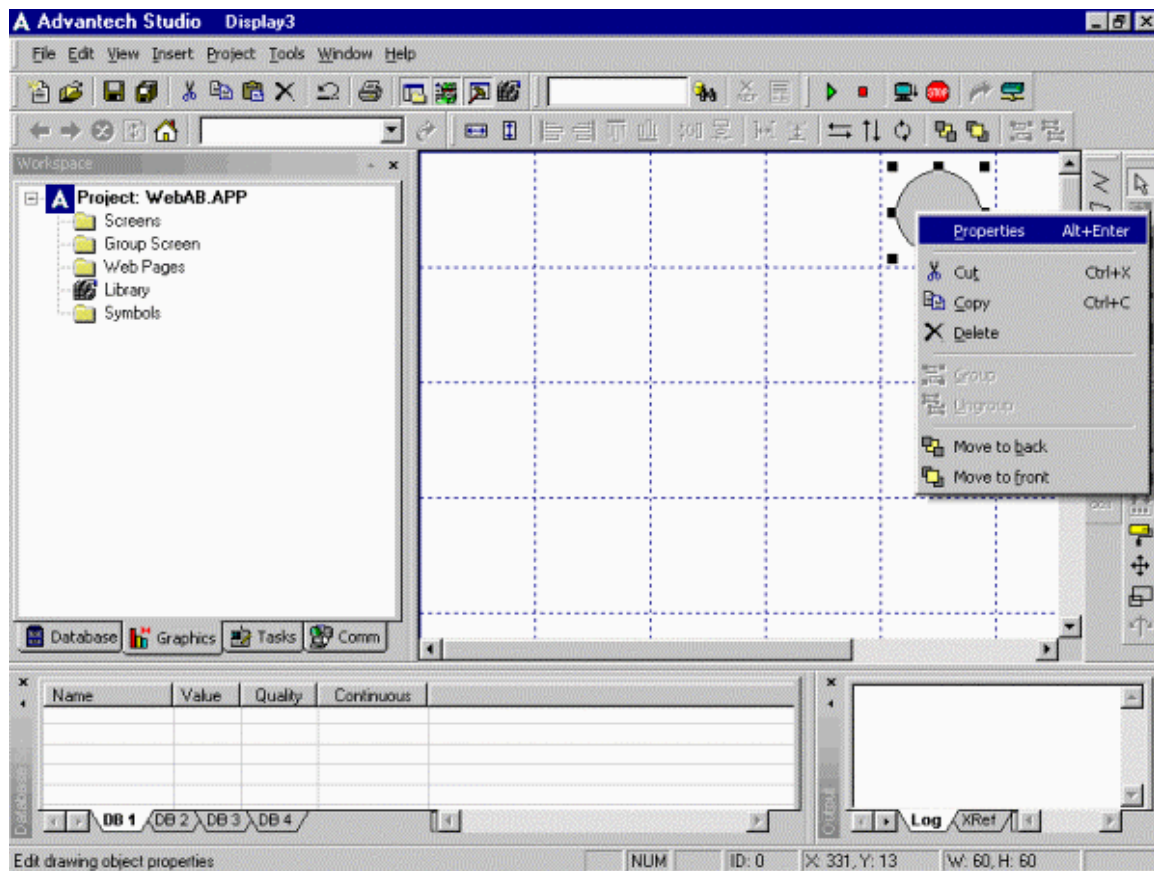 Advantech Studio Display3
File Edit View Insert Project Tools Window Help
STOP
Workspace
Project: WebAB.APP
Screens
Group Screen
Web Pages
Library
Symbols
Properties Alt+Enter
Cut Ctrl+X
Copy Ctrl+C
Delete
Group
Ungroup
Move to back
Move to front
Database Graphics Tasks Comm
Name Value Quality Continuous
Database
DB 1 DB 2 DB 3 DB 4
Output
Log XRef
Edit drawing object properties NUM ID: 0 X: 331, Y: 13 W: 60, H: 60